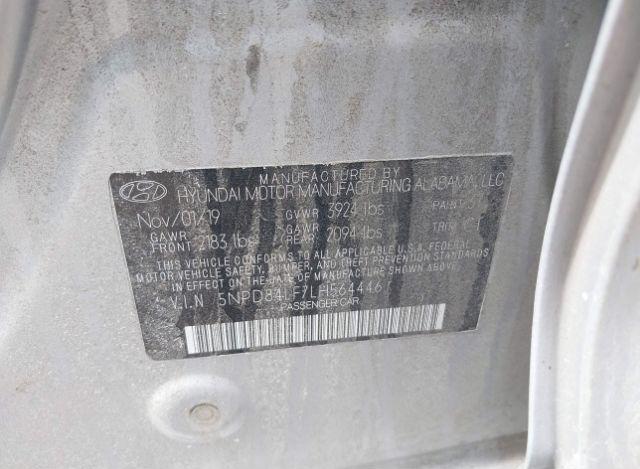 MANUFACTURED BY
HYUNDAI MOTOR MANUFACTURING ALABAMA, LLC
Nov/01/19 GVWR 3924 lbs PAINT
GAWR FRONT 2183 lbs GAWR REAR 2094 lbs TRIM
THIS VEHICLE CONFORMS TO ALL APPLICABLE U.S.A. FEDERAL
MOTOR VEHICLE SAFETY, BUMPER, AND THEFT PREVENTION STANDARDS
IN EFFECT ON THE DATE OF MANUFACTURE SHOWN ABOVE.
V.I.N 5NPD84LF7LH564446
PASSENGER CAR